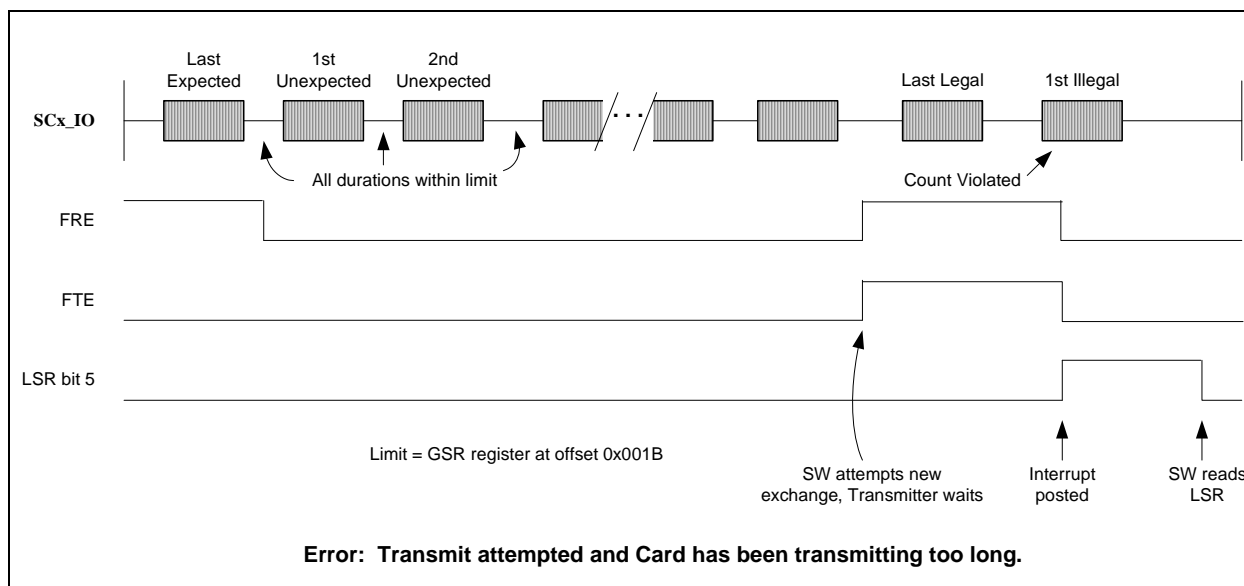 Last
Expected
1st
Unexpected
2nd
Unexpected
Last Legal
1st Illegal
SCx_IO
. . .
All durations within limit
Count Violated
FRE
FTE
LSR bit 5
Limit = GSR register at offset 0x001B
SW attempts new
exchange, Transmitter waits
Interrupt
posted
SW reads
LSR
Error: Transmit attempted and Card has been transmitting too long.